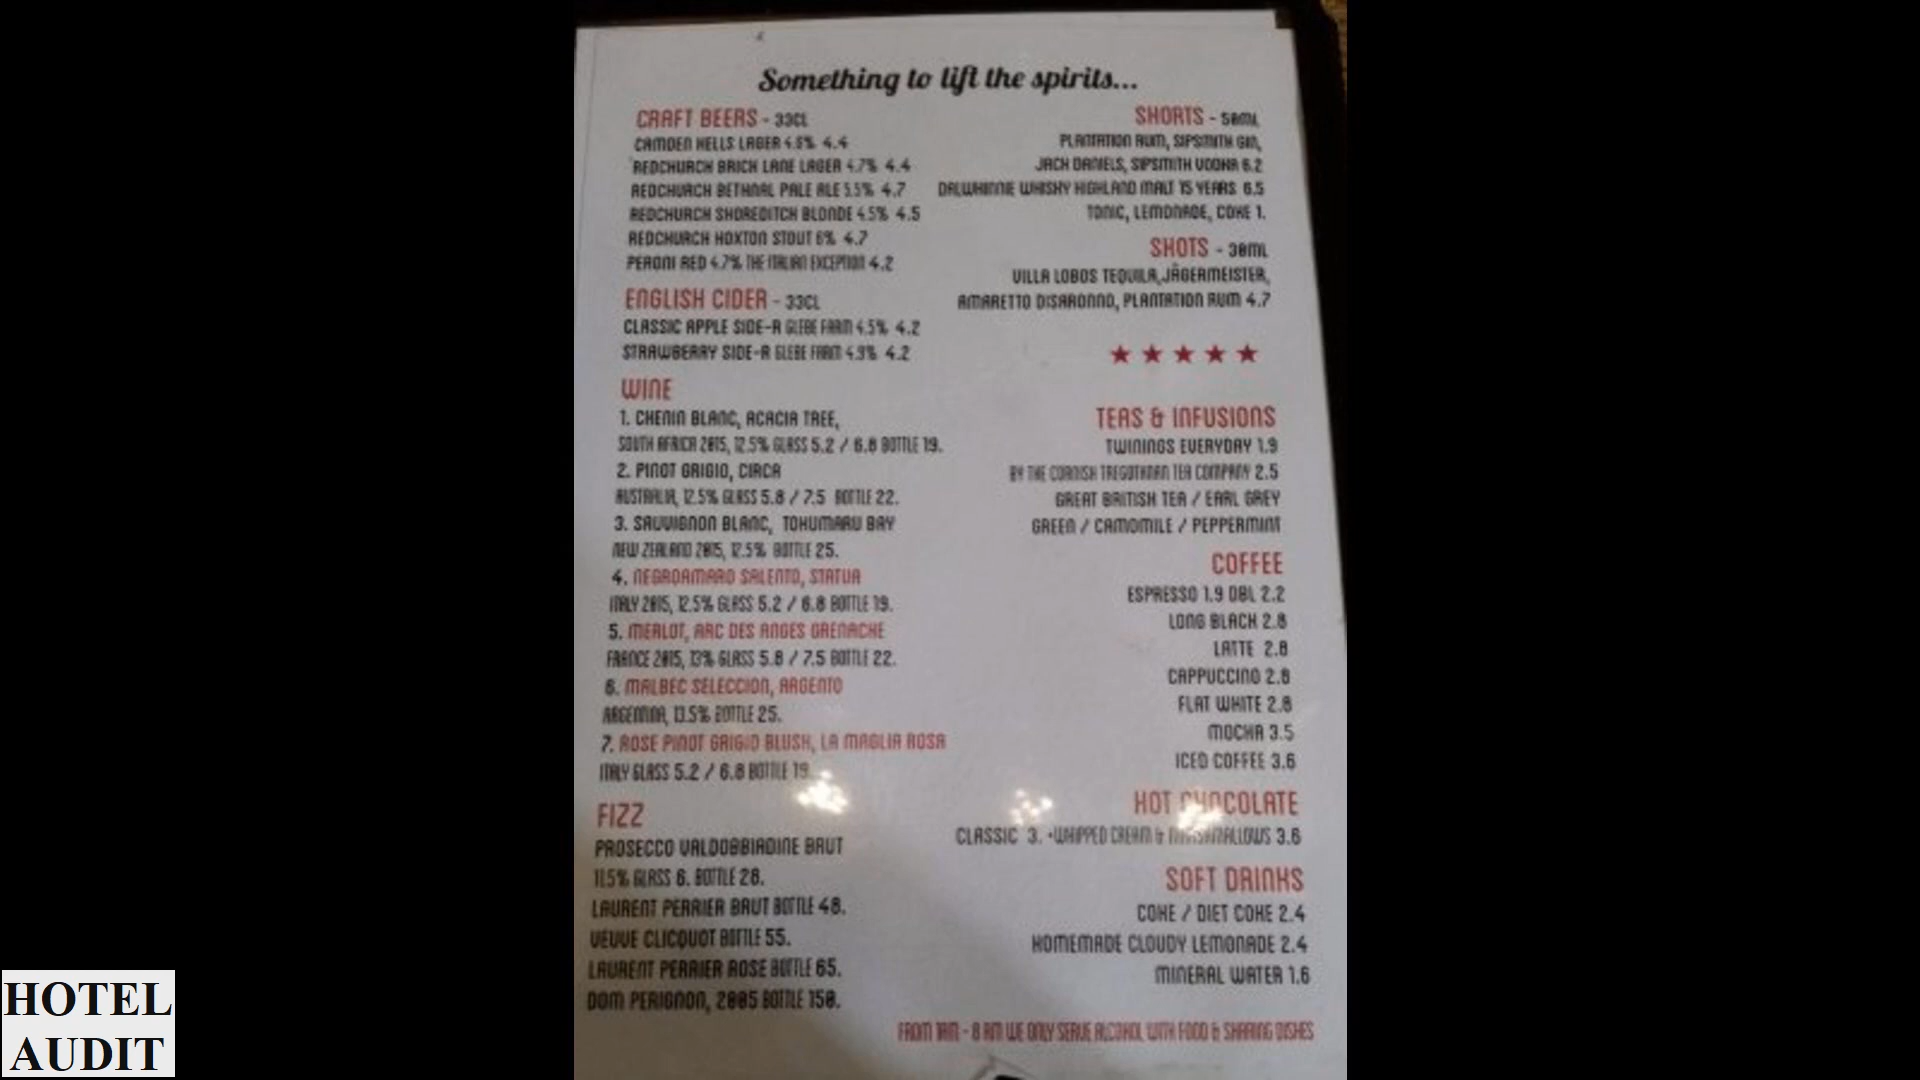 Something to lift the spirits...
CRAFT BEERS - 33CL
CAMDEN HELLS LAGER 4.6% 4.4
REDCHURCH BRICK LANE LAGER 4.7% 4.4
REDCHURCH BETHNAL PALE ALE 5.5% 4.7
REDCHURCH SHOREDITCH BLONDE 4.5% 4.5
REDCHURCH HOXTON STOUT 6% 4.7
PERONI RED 4.7% THE ITALIAN EXCEPTION 4.2
ENGLISH CIDER - 33CL
CLASSIC APPLE SIDE-R GLEBE FARM 4.5% 4.2
STRAWBERRY SIDE-R GLEBE FARM 4.9% 4.2
WINE
1. CHENIN BLANC, ACACIA TREE,
SOUTH AFRICA 2015, 12.5% GLASS 5.2 / 6.8 BOTTLE 19.
2. PINOT GRIGIO, CIRCA
AUSTRALIA, 12.5% GLASS 5.8 / 7.5 BOTTLE 22.
3. SAUVIGNON BLANC, TOHUMARU BAY
NEW ZEALAND 2015, 12.5% BOTTLE 25.
4. NEGROAMARO SALENTO, STATUA
ITALY 2015, 12.5% GLASS 5.2 / 6.8 BOTTLE 19.
5. MERLOT, ARC DES ANGES GRENACHE
FRANCE 2015, 13% GLASS 5.8 / 7.5 BOTTLE 22.
6. MALBEC SELECCION, ARGENTO
ARGENTINA, 13.5% BOTTLE 25.
7. ROSE PINOT GRIGIO BLUSH, LA MAGLIA ROSA
ITALY GLASS 5.2 / 6.8 BOTTLE 19.
FIZZ
PROSECCO VALDOBBIADINE BRUT
11.5% GLASS 6. BOTTLE 28.
LAURENT PERRIER BRUT BOTTLE 48.
VEUVE CLICQUOT BOTTLE 55.
LAURENT PERRIER ROSE BOTTLE 65.
DOM PERIGNON, 2005 BOTTLE 150.
SHORTS - 50ML
PLANTATION RUM, SIPSMITH GIN,
JACK DANIELS, SIPSMITH VODKA 6.2
DALWHINNIE WHISKY HIGHLAND MALT 15 YEARS 6.5
TONIC, LEMONADE, COKE 1.
SHOTS - 30ML
VILLA LOBOS TEQUILA, JÄGERMEISTER,
AMARETTO DISARONNO, PLANTATION RUM 4.7
TEAS & INFUSIONS
TWININGS EVERYDAY 1.9
BY THE CORNISH TREGOTHNAN TEA COMPANY 2.5
GREAT BRITISH TEA / EARL GREY
GREEN / CAMOMILE / PEPPERMINT
COFFEE
ESPRESSO 1.9 DBL 2.2
LONG BLACK 2.8
LATTE 2.8
CAPPUCCINO 2.8
FLAT WHITE 2.8
MOCHA 3.5
ICED COFFEE 3.6
HOT CHOCOLATE
CLASSIC 3. +WHIPPED CREAM & MARSHMALLOWS 3.6
SOFT DRINKS
COKE / DIET COKE 2.4
HOMEMADE CLOUDY LEMONADE 2.4
MINERAL WATER 1.6
FROM 1AM - 8 AM WE ONLY SERVE ALCOHOL WITH FOOD & SHARING DISHES
HOTEL
AUDIT